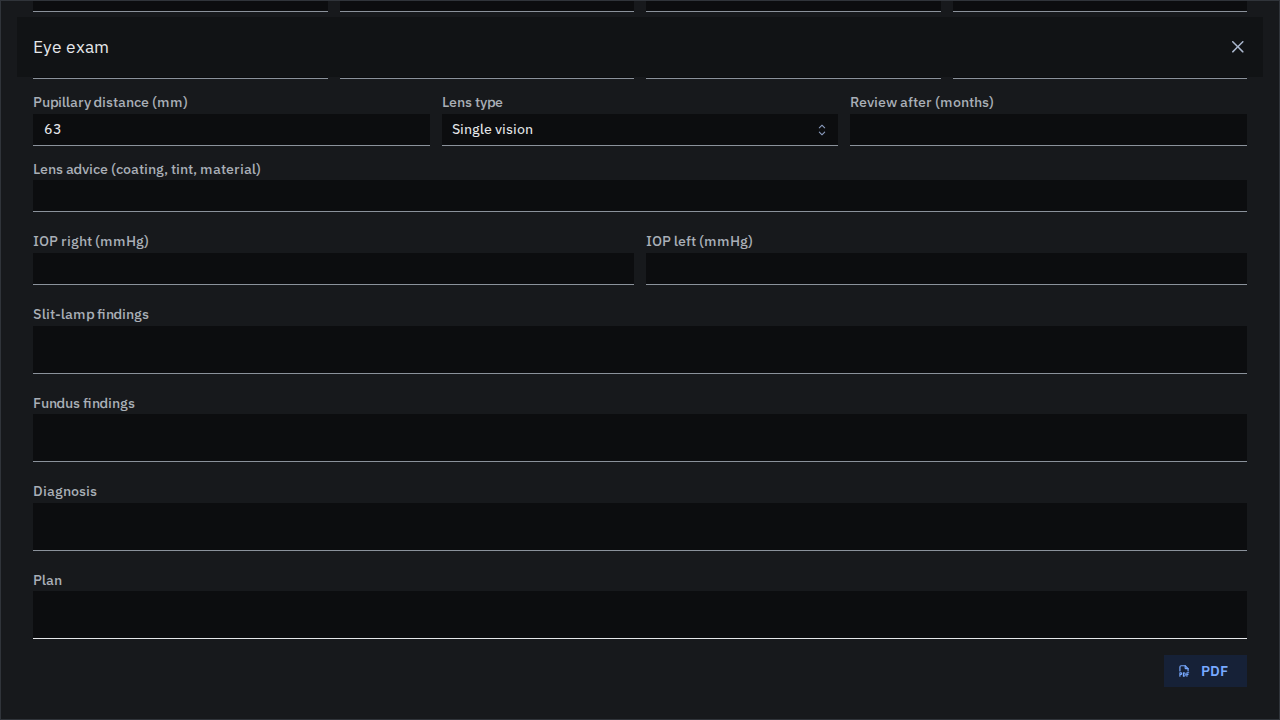 Eye exam
Pupillary distance (mm)
Lens type
Review after (months)
63
Single vision
Lens advice (coating, tint, material)
IOP right (mmHg)
IOP left (mmHg)
Slit-lamp findings
Fundus findings
Diagnosis
Plan
PDF